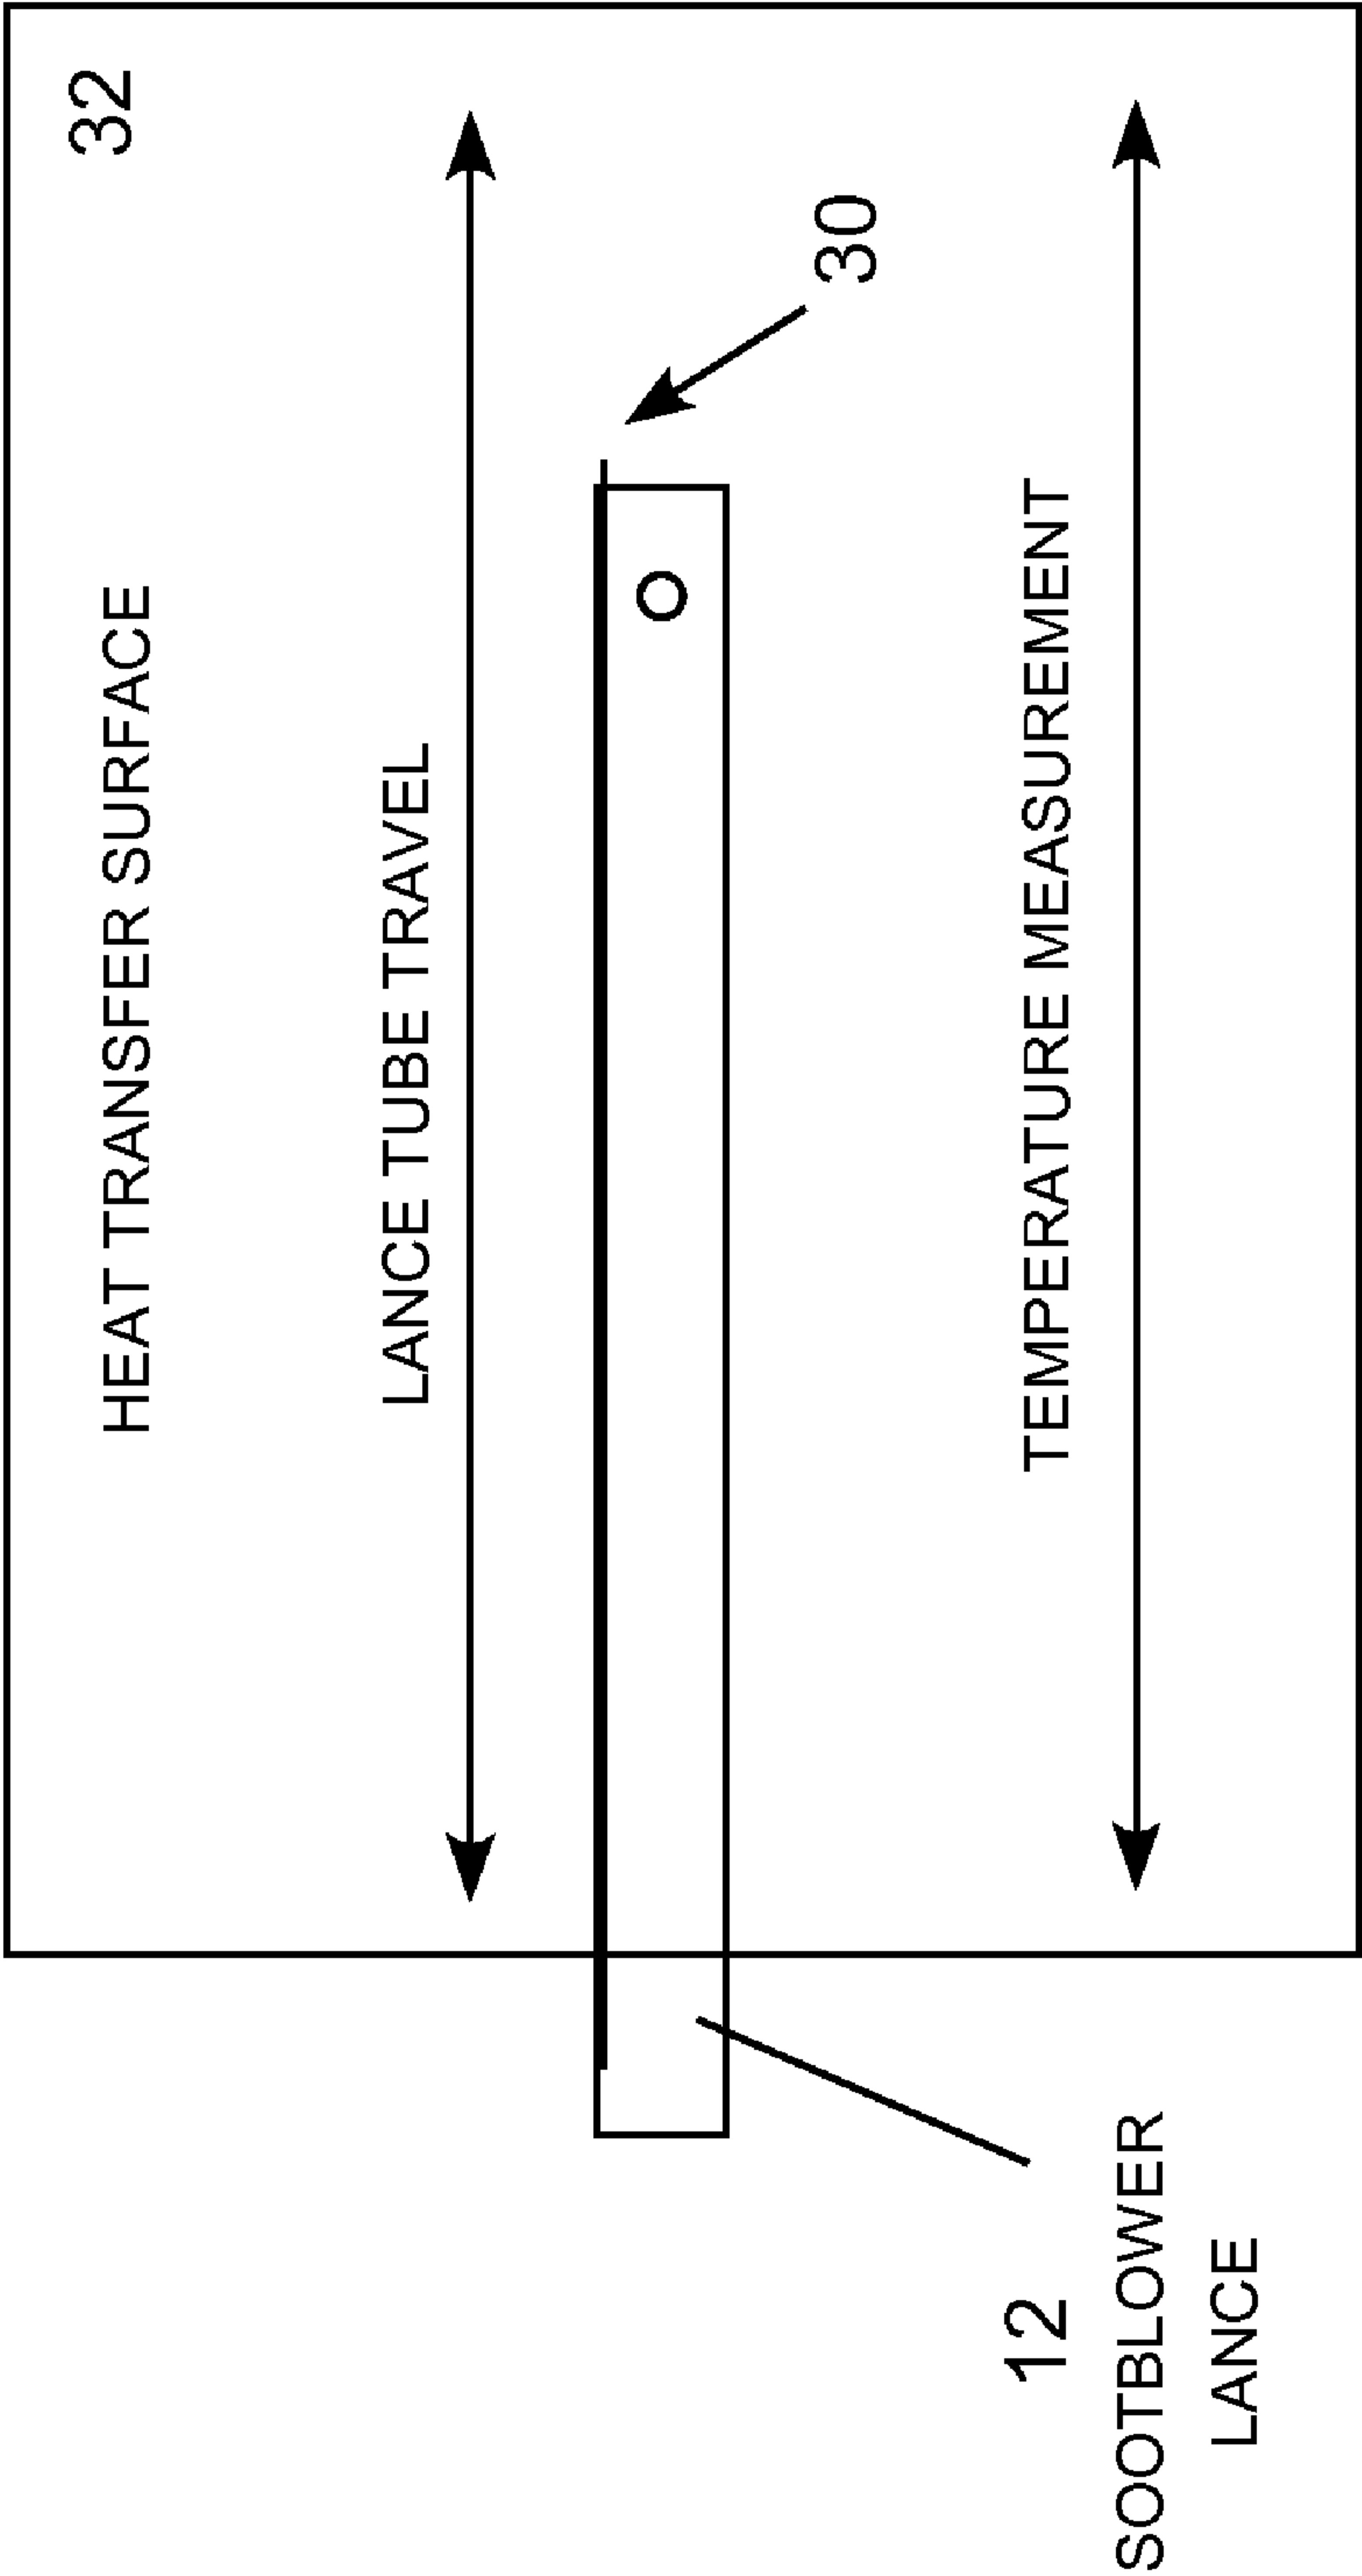 32
HEAT TRANSFER SURFACE
LANCE TUBE TRAVEL
30
TEMPERATURE MEASUREMENT
12
SOOTBLOWER
LANCE